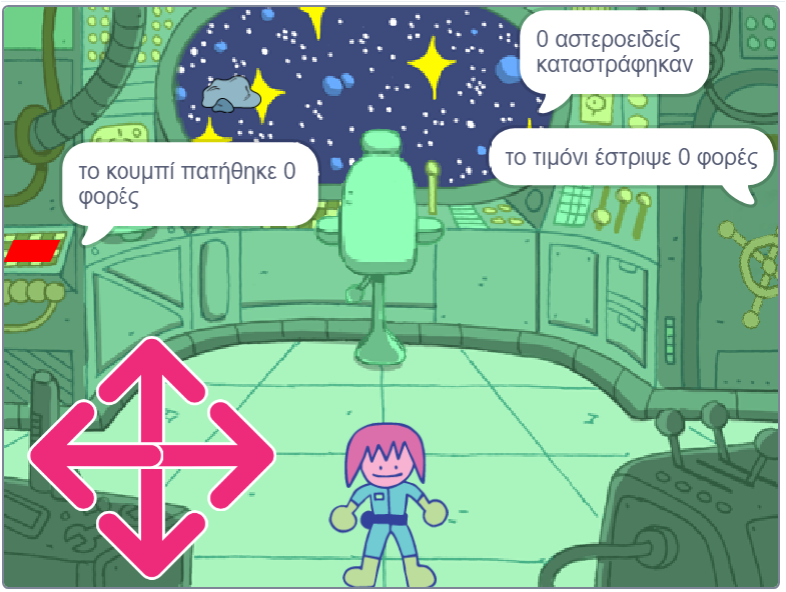 0 αστεροειδείς
καταστράφηκαν
το τιμόνι έστριψε 0 φορές
το κουμπί πατήθηκε 0
φορές